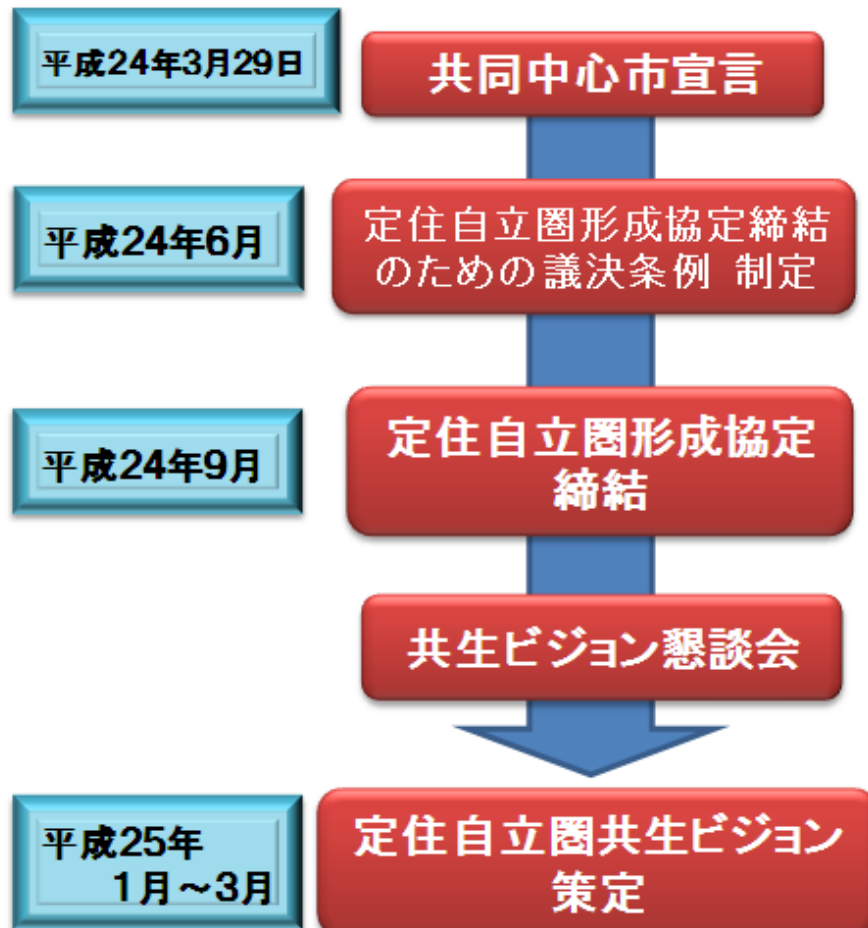 平成24年3月29日
共同中心市宣言
平成24年6月
定住自立圏形成協定締結
のための議決条例 制定
平成24年9月
定住自立圏形成協定
締結
共生ビジョン懇談会
平成25年
1月～3月
定住自立圏共生ビジョン
策定